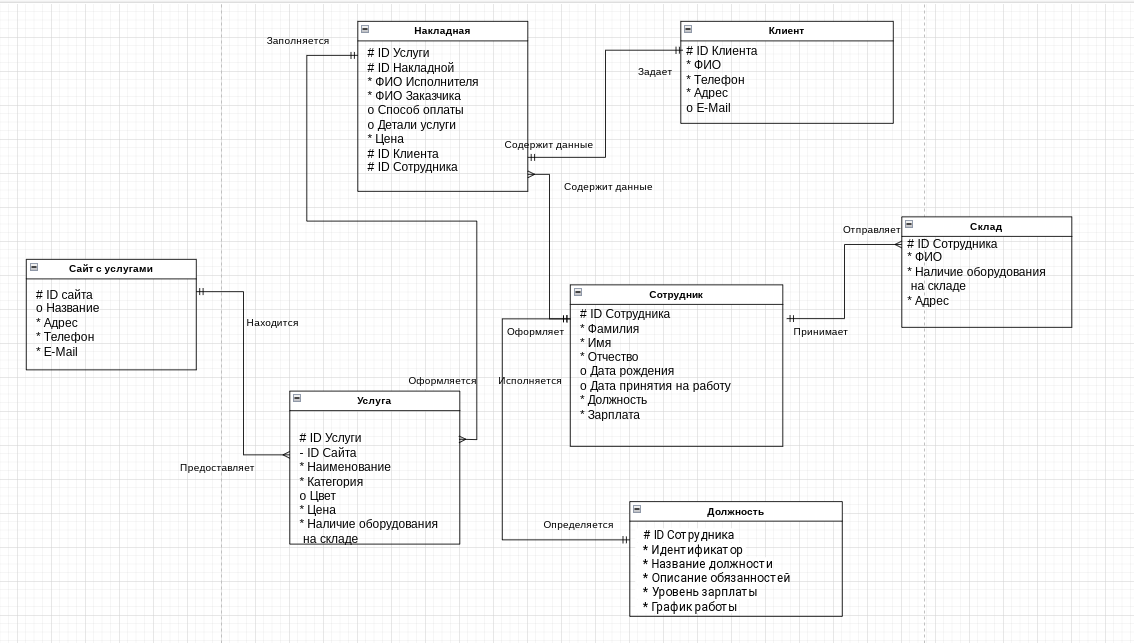 Накладная
# ID Услуги
# ID Накладной
* ФИО Исполнителя
* ФИО Заказчика
o Способ оплаты
o Детали услуги
* Цена
# ID Клиента
# ID Сотрудника
Заполняется
Клиент
# ID Клиента
* ФИО
* Телефон
* Адрес
o E-Mail
Задает
Содержит данные
Содержит данные
Склад
# ID Сотрудника
* ФИО
* Наличие оборудования
на складе
* Адрес
Отправляет
Принимает
Сайт с услугами
# ID сайта
o Название
* Адрес
* Телефон
* E-Mail
Находится
Предоставляет
Сотрудник
# ID Сотрудника
* Фамилия
* Имя
* Отчество
o Дата рождения
o Дата принятия на работу
* Должность
* Зарплата
Оформляет
Исполняется
Оформляется
Услуга
# ID Услуги
- ID Сайта
* Наименование
* Категория
o Цвет
* Цена
* Наличие оборудования
на складе
Определяется
Должность
# ID Сотрудника
* Идентификатор
* Название должности
* Описание обязанностей
* Уровень зарплаты
* График работы